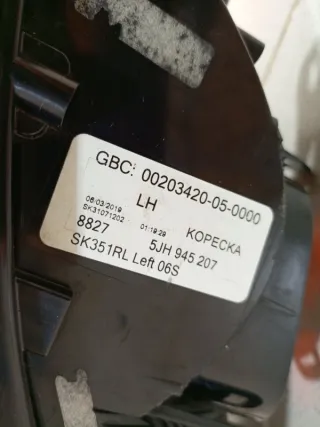 GBC: 00203420-05-0000
LH
06/03/2019 01:19:29 KOPECKA
SK31071202
8827 5JH 945 207
SK351RL Left 06S